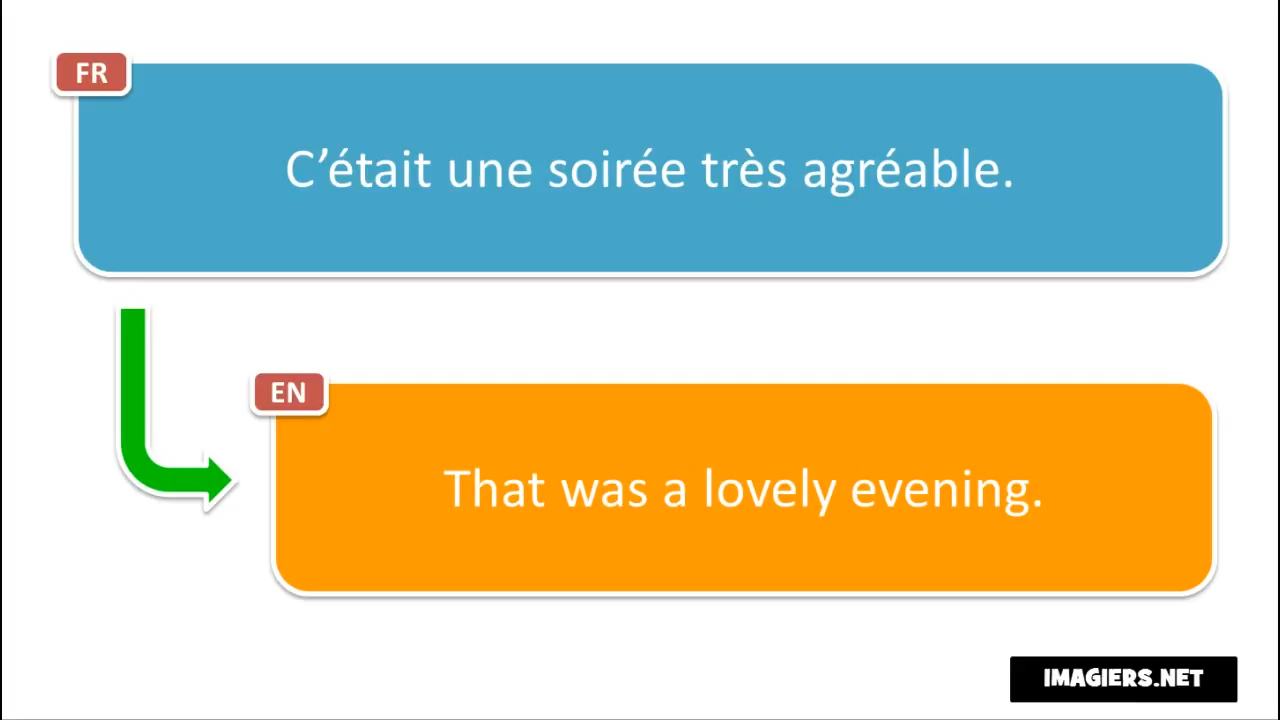 FR
C’était une soirée très agréable.
EN
That was a lovely evening.
IMAGIERS.NET